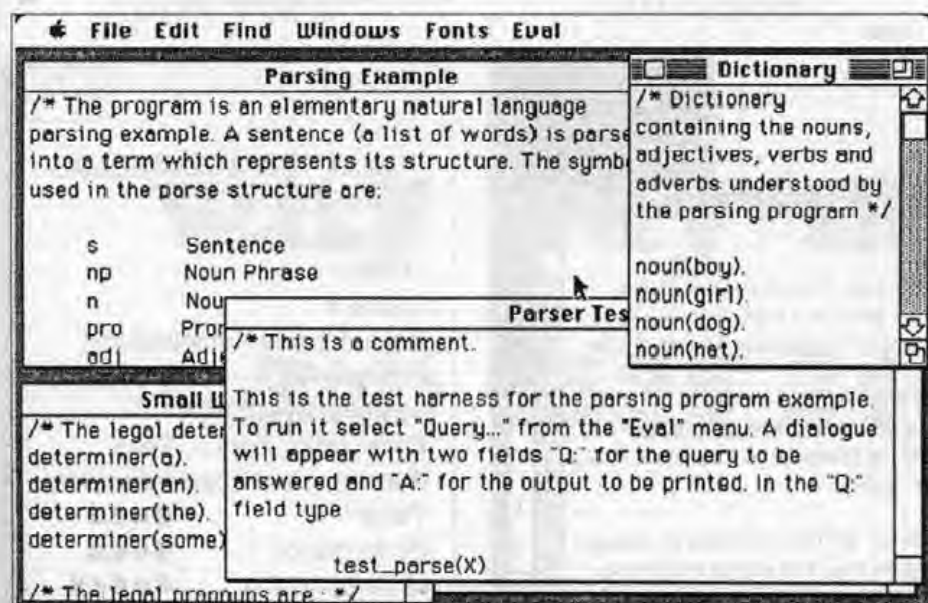 File Edit Find Windows Fonts Eval
Parsing Example
/* The program is an elementary natural language
parsing example. A sentence (a list of words) is parse
into a term which represents its structure. The symb
used in the parse structure are:
s Sentence
np Noun Phrase
n Nou
pro Pron
adj Adje
Dictionary
/* Dictionary
containing the nouns,
adjectives, verbs and
adverbs understood by
the parsing program */
noun(boy).
noun(girl).
noun(dog).
noun(hat).
Small W
/* The legal deter
determiner(a).
determiner(an).
determiner(the).
determiner(some)
/* The legal pronouns are */
Parser Tes
/* This is a comment.
This is the test harness for the parsing program example.
To run it select "Query..." from the "Eval" menu. A dialogue
will appear with two fields "Q:" for the query to be
answered and "A:" for the output to be printed. In the "Q:"
field type
test_parse(X)